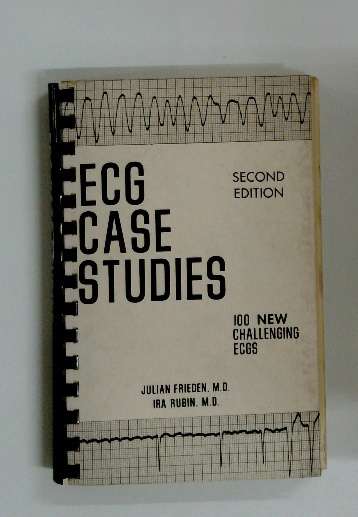 ECG
CASE
STUDIES
SECOND
EDITION
100 NEW
CHALLENGING
ECGS
JULIAN FRIEDEN, M.D.
IRA RUBIN, M.D.